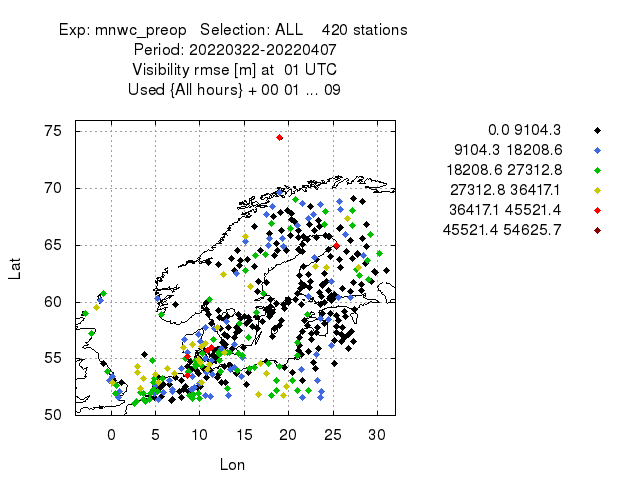 Exp: mnwc_preop   Selection: ALL    420 stations
Period: 20220322-20220407
Visibility rmse [m] at  01 UTC
Used {All hours} + 00 01 ... 09
0.0 9104.3
9104.3 18208.6
18208.6 27312.8
27312.8 36417.1
36417.1 45521.4
45521.4 54625.7
Lat
75
70
65
60
55
50
0 5 10 15 20 25 30
Lon